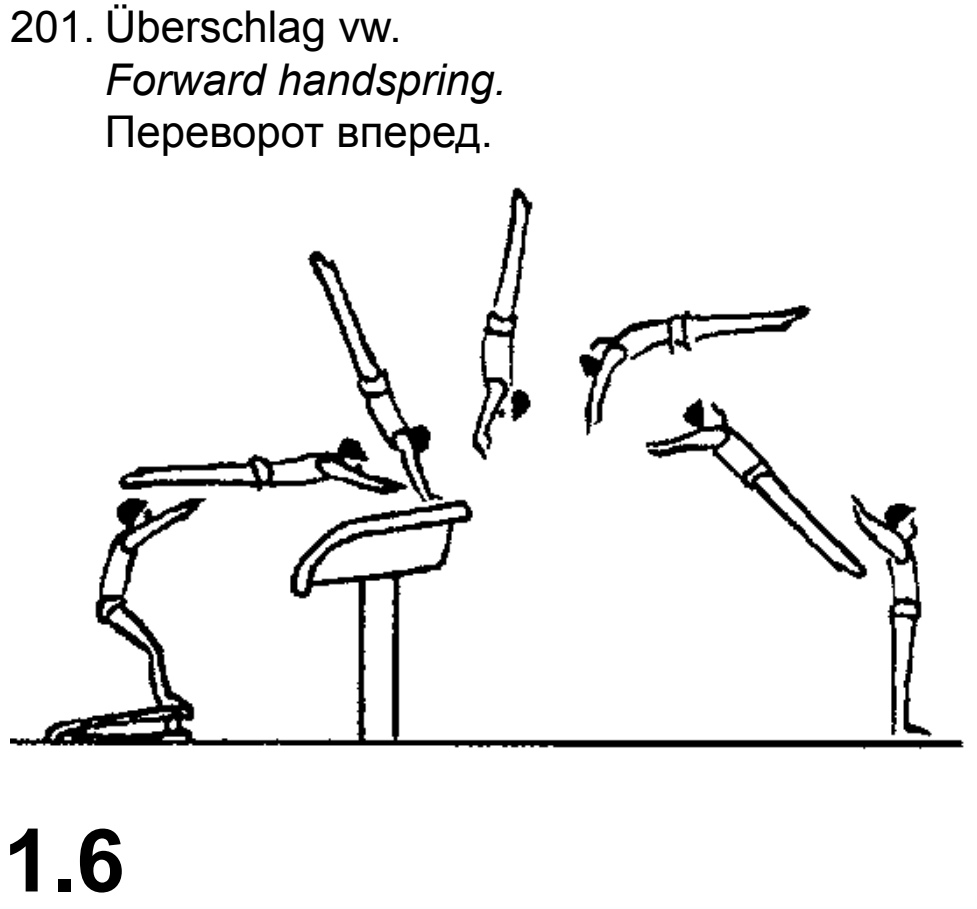 201. Überschlag vw.
Forward handspring.
Переворот вперед.
1.6